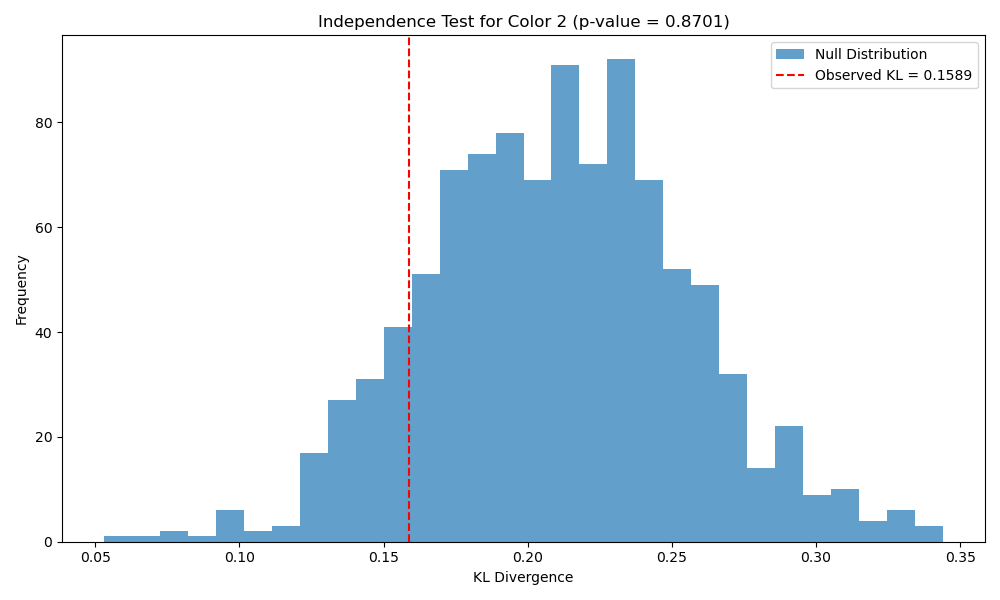 Independence Test for Color 2 (p-value = 0.8701)
Null Distribution
Observed KL = 0.1589
Frequency
80
60
40
20
0
0.05 0.10 0.15 0.20 0.25 0.30 0.35
KL Divergence